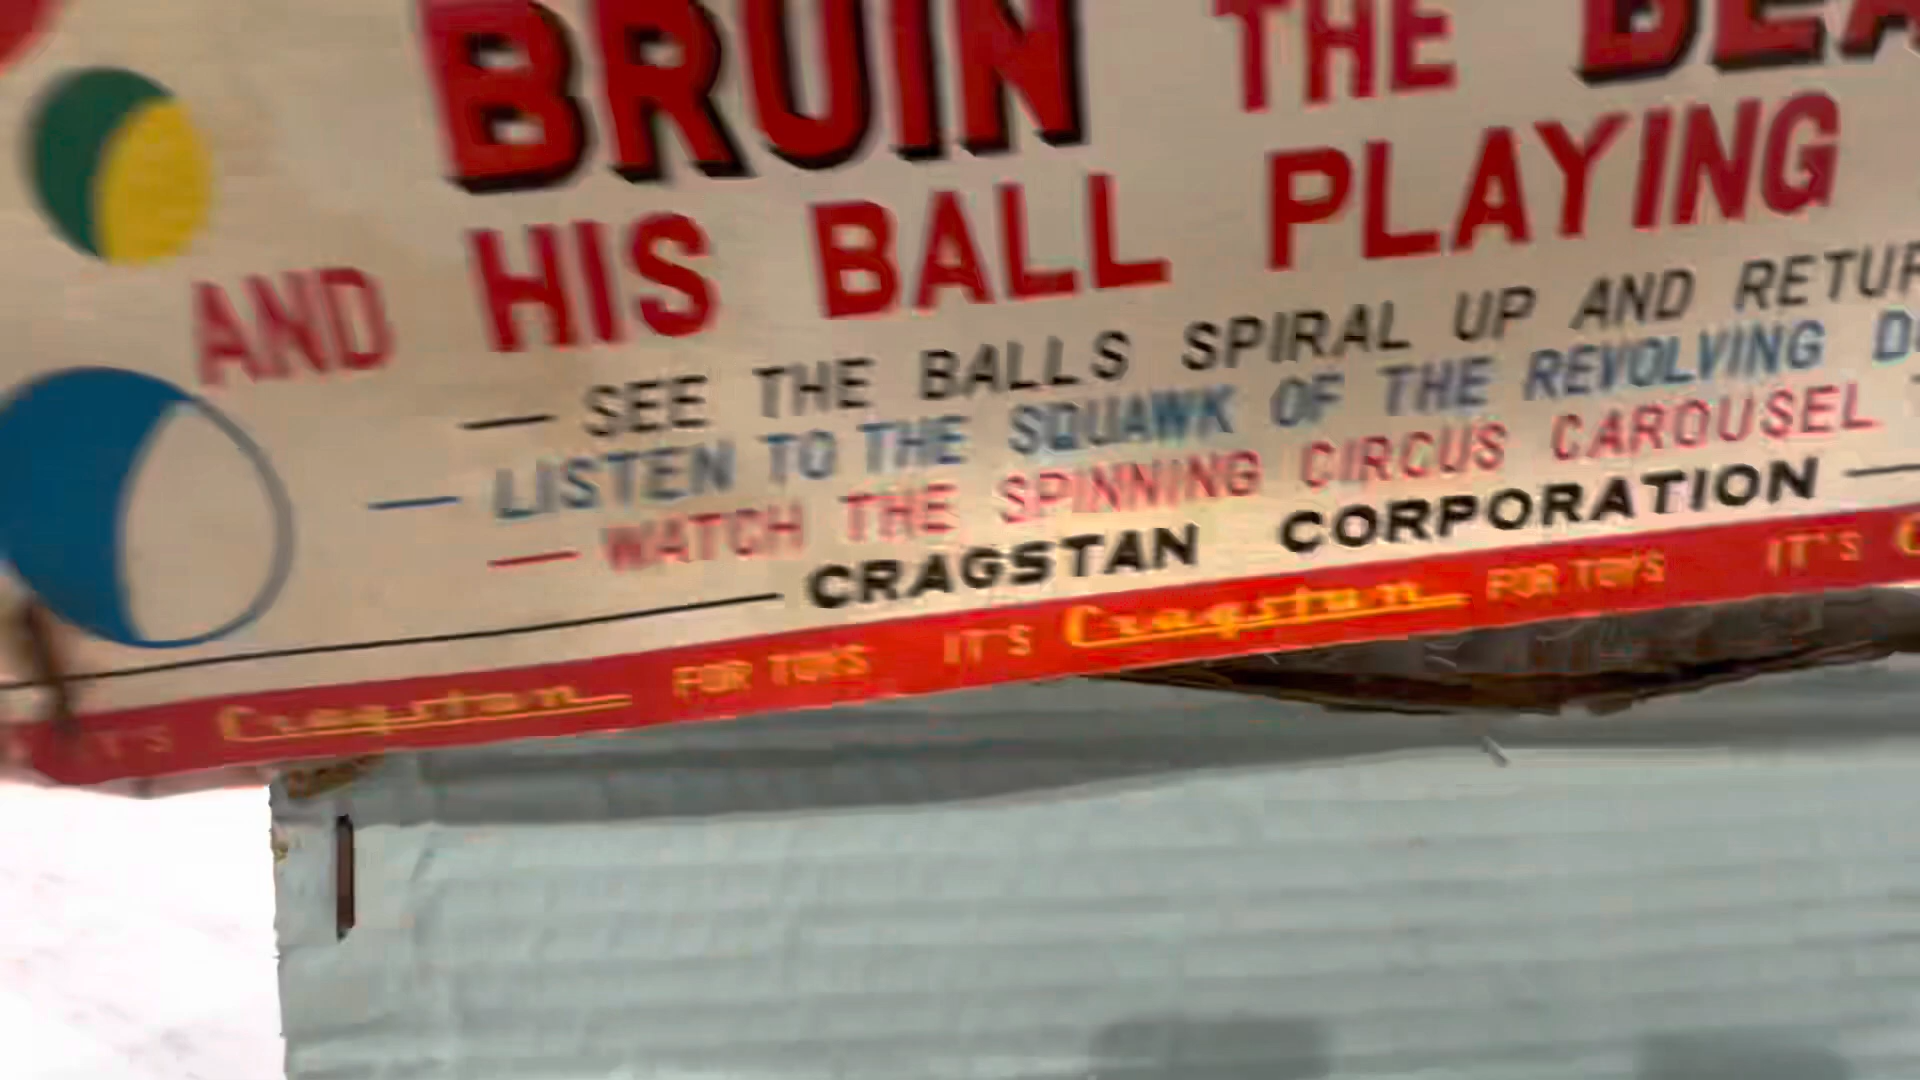 BRUIN THE
AND HIS BALL PLAYING
— SEE THE BALLS SPIRAL UP AND
— LISTEN TO THE SQUAWK OF THE REVOLVING
— WATCH THE SPINNING CIRCUS CAROUSEL
CRAGSTAN CORPORATION
IT'S Cragstan FOR TOYS IT'S Cragstan FOR TOYS IT'S